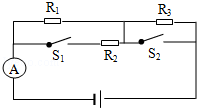 R₁ R₃
S₁ R₂ S₂
A